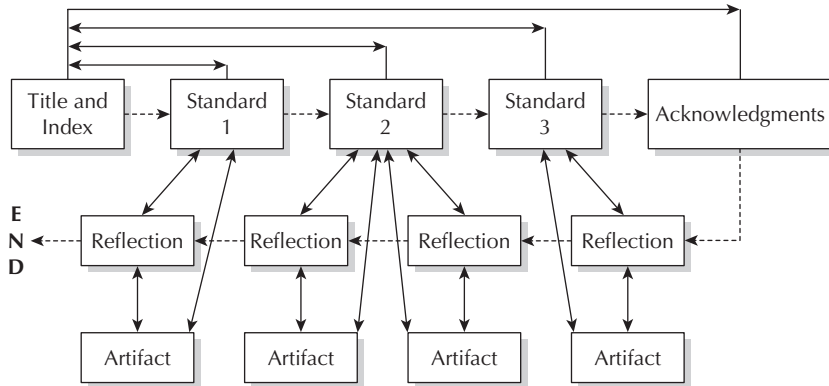 Title and
Index
Standard
1
Standard
2
Standard
3
Acknowledgments
E
N
D
Reflection
Reflection
Reflection
Reflection
Artifact
Artifact
Artifact
Artifact